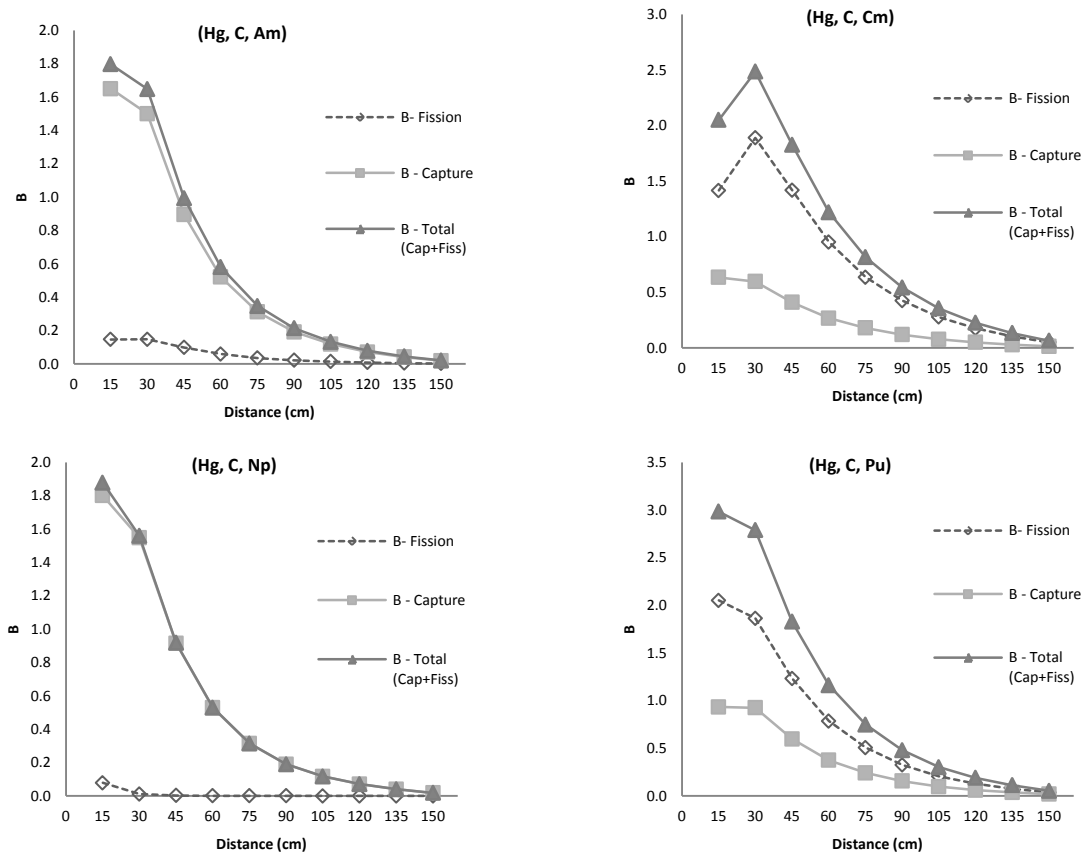 (Hg, C, Am)
2.0
1.8
1.6
1.4
1.2
1.0
0.8
0.6
0.4
0.2
0.0
B
B- Fission
B - Capture
B - Total
(Cap+Fiss)
0 15 30 45 60 75 90 105 120 135 150
Distance (cm)
(Hg, C, Cm)
3.0
2.5
2.0
1.5
1.0
0.5
0.0
B
B- Fission
B - Capture
B - Total
(Cap+Fiss)
0 15 30 45 60 75 90 105 120 135 150
Distance (cm)
(Hg, C, Np)
2.0
1.8
1.6
1.4
1.2
1.0
0.8
0.6
0.4
0.2
0.0
B
B- Fission
B - Capture
B - Total
(Cap+Fiss)
0 15 30 45 60 75 90 105 120 135 150
Distance (cm)
(Hg, C, Pu)
3.5
3.0
2.5
2.0
1.5
1.0
0.5
0.0
B
B- Fission
B - Capture
B - Total
(Cap+Fiss)
0 15 30 45 60 75 90 105 120 135 150
Distance (cm)